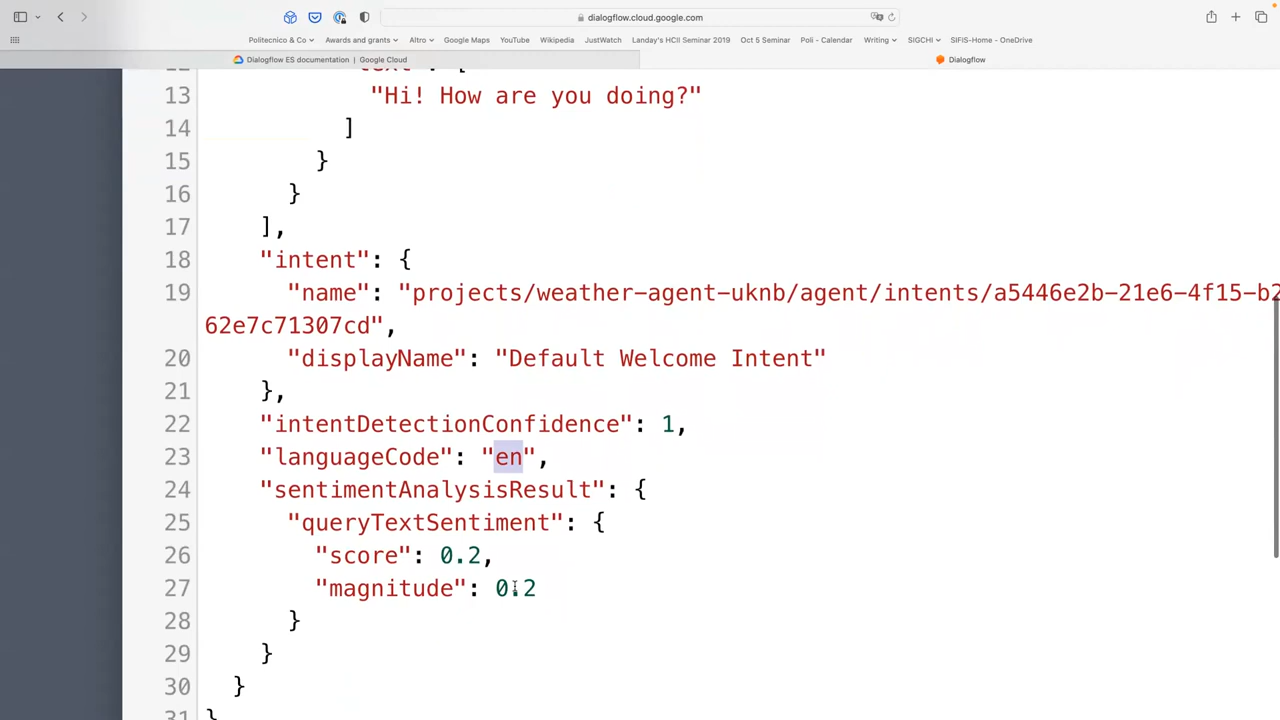 dialogflow.cloud.google.com
Politecnico & Co Awards and grants Altro Google Maps YouTube Wikipedia JustWatch Landay's HCII Seminar 2019 Oct 5 Seminar Poli - Calendar Writing SIGCHI SIFIS-Home - OneDrive
Dialogflow ES documentation | Google Cloud Dialogflow
13 "Hi! How are you doing?"
14 ]
15 }
16 }
17 ],
18 "intent": {
19 "name": "projects/weather-agent-uknb/agent/intents/a5446e2b-21e6-4f15-b2
62e7c71307cd",
20 "displayName": "Default Welcome Intent"
21 },
22 "intentDetectionConfidence": 1,
23 "languageCode": "en",
24 "sentimentAnalysisResult": {
25 "queryTextSentiment": {
26 "score": 0.2,
27 "magnitude": 0.2
28 }
29 }
30 }
31 }